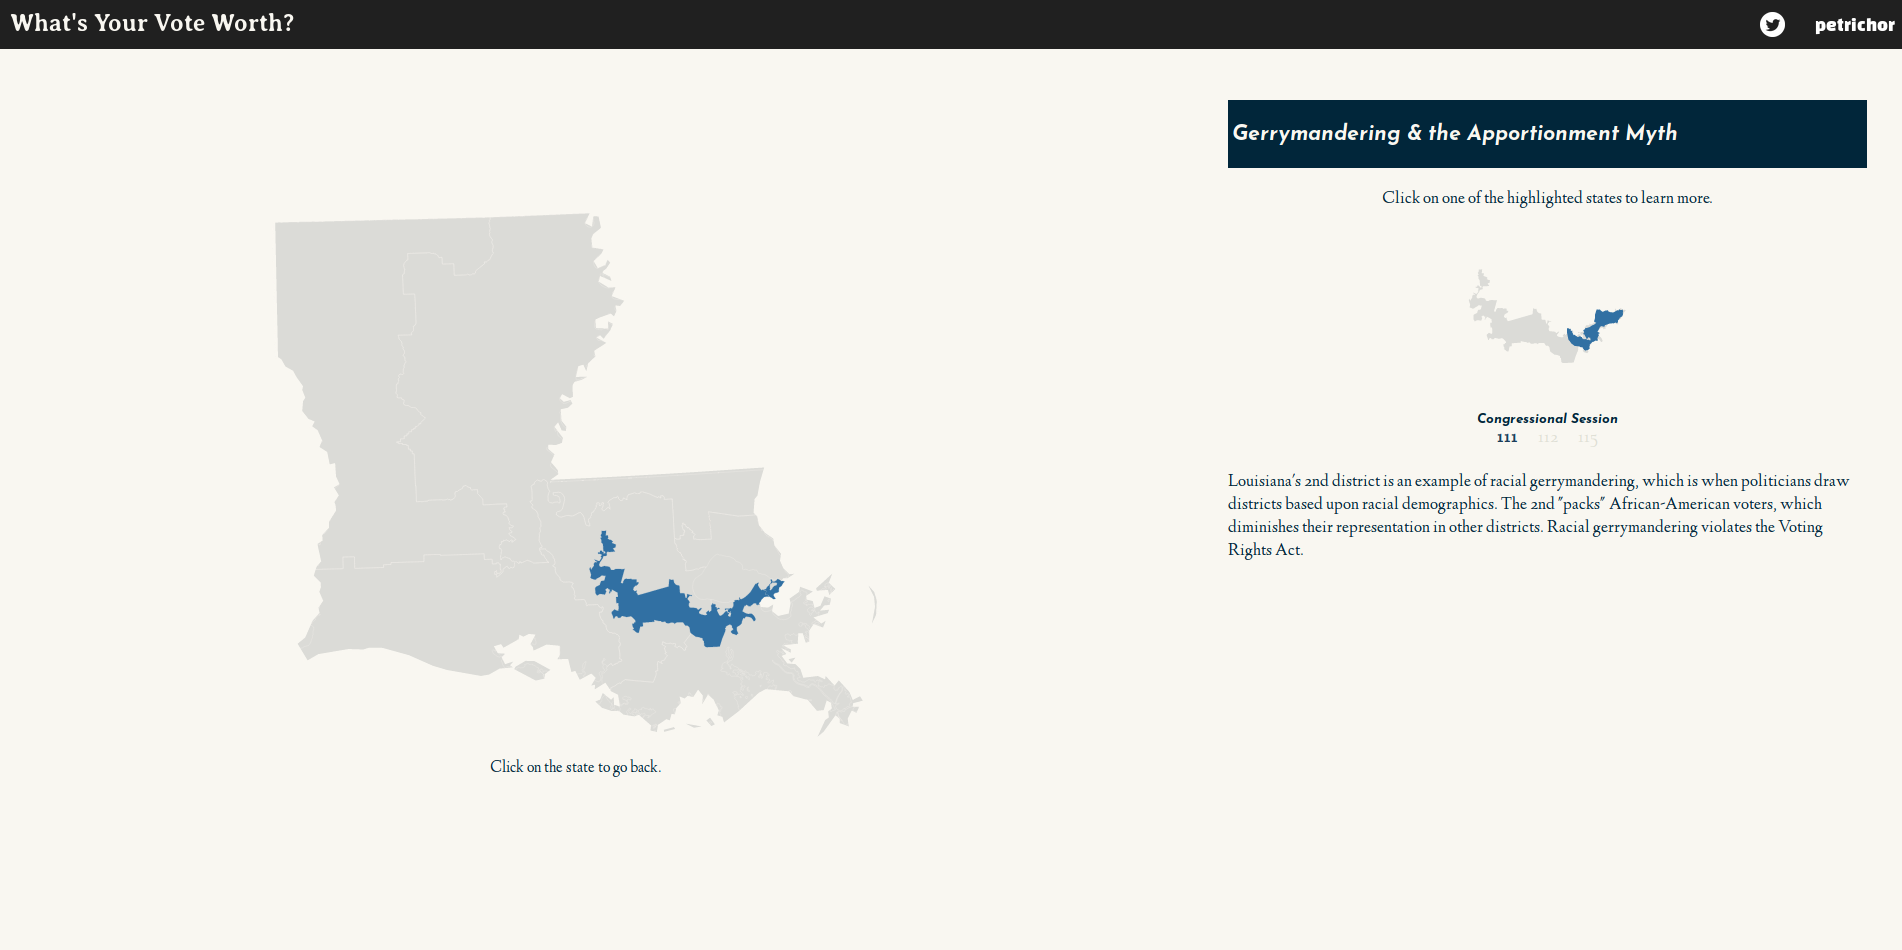 What's Your Vote Worth?
petrichor
Gerrymandering & the Apportionment Myth
Click on one of the highlighted states to learn more.
Congressional Session
111 112 115
Louisiana's 2nd district is an example of racial gerrymandering, which is when politicians draw
districts based upon racial demographics. The 2nd "packs" African-American voters, which
diminishes their representation in other districts. Racial gerrymandering violates the Voting
Rights Act.
Click on the state to go back.